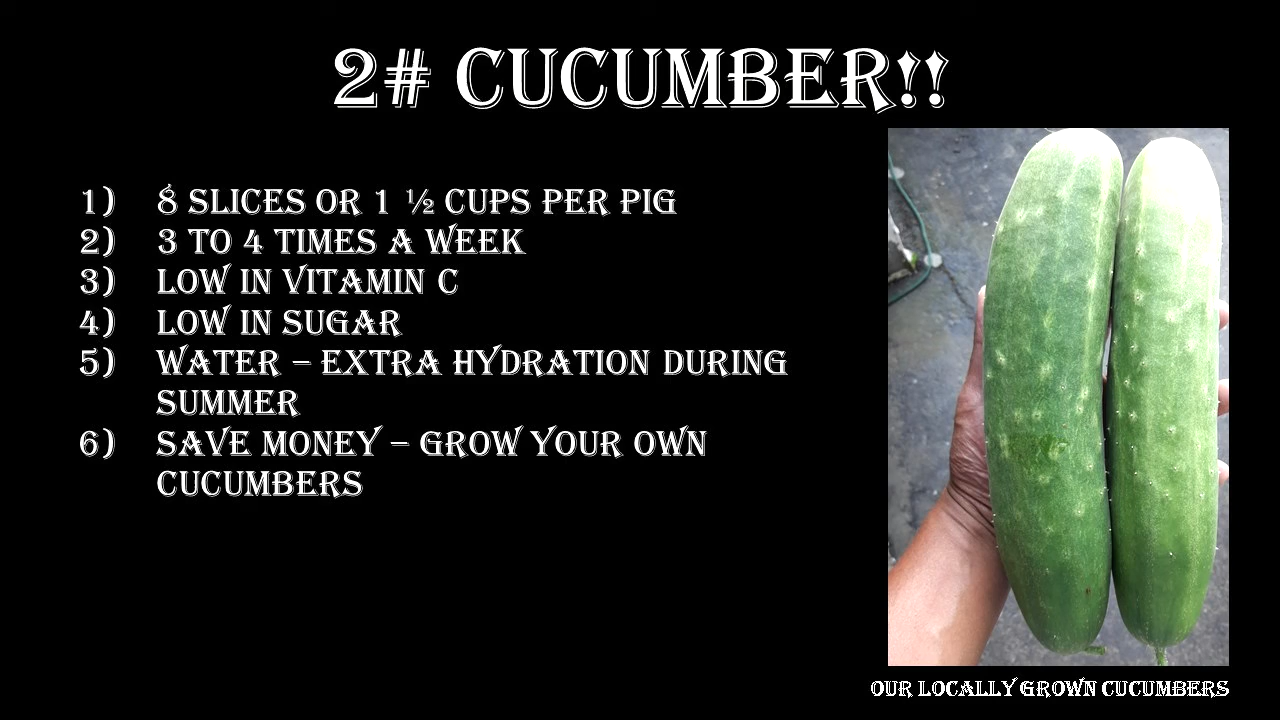 2# CUCUMBER!!
1) 8 SLICES OR 1 ½ CUPS PER PIG
2) 3 TO 4 TIMES A WEEK
3) LOW IN VITAMIN C
4) LOW IN SUGAR
5) WATER – EXTRA HYDRATION DURING
SUMMER
6) SAVE MONEY – GROW YOUR OWN
CUCUMBERS
OUR LOCALLY GROWN CUCUMBERS